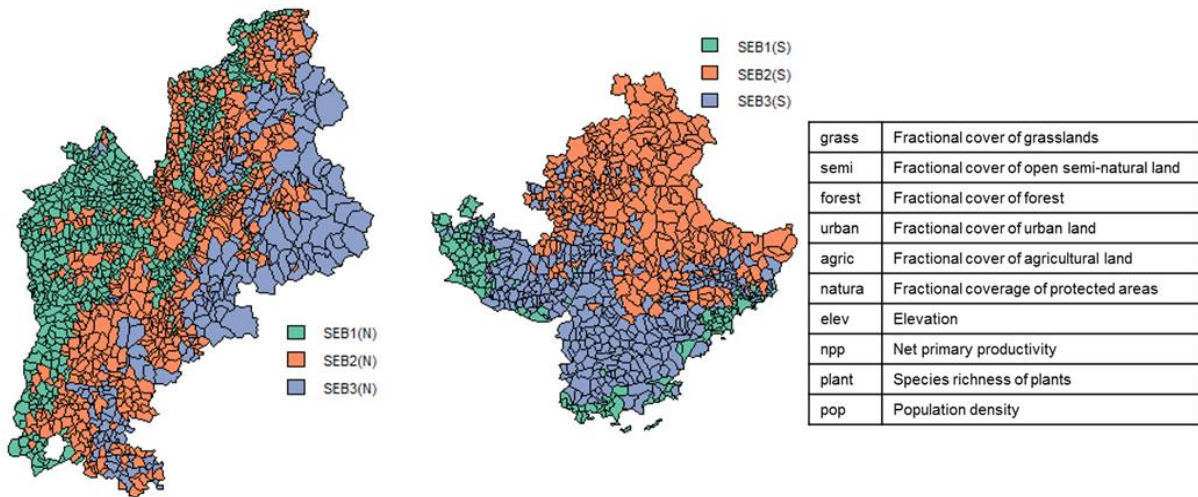 SEB1(S)
SEB2(S)
SEB3(S)
SEB1(N)
SEB2(N)
SEB3(N)
grass Fractional cover of grasslands
semi Fractional cover of open semi-natural land
forest Fractional cover of forest
urban Fractional cover of urban land
agric Fractional cover of agricultural land
natura Fractional coverage of protected areas
elev Elevation
npp Net primary productivity
plant Species richness of plants
pop Population density